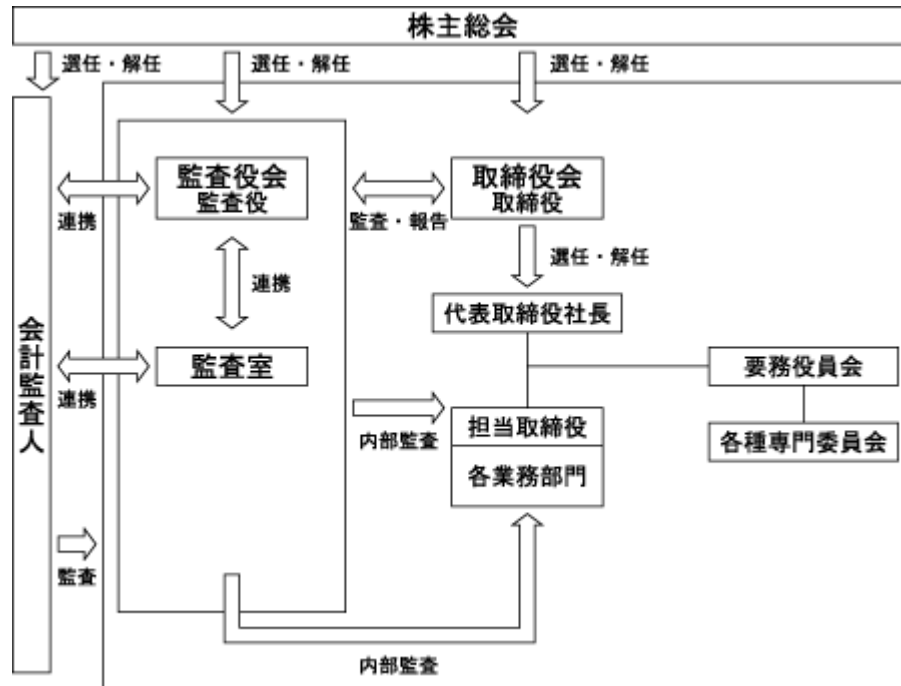 株主総会
選任・解任
選任・解任
選任・解任
監査役会
監査役
取締役会
取締役
連携
監査・報告
選任・解任
連携
代表取締役社長
会計監査人
監査室
要務役員会
連携
内部監査
担当取締役
各種専門委員会
各業務部門
監査
内部監査